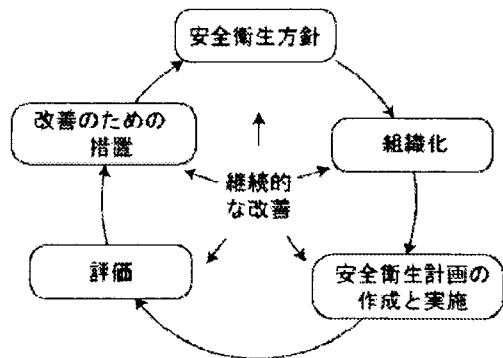 安全衛生方針
改善のための
措置
組織化
継続的
な改善
評価
安全衛生計画の
作成と実施